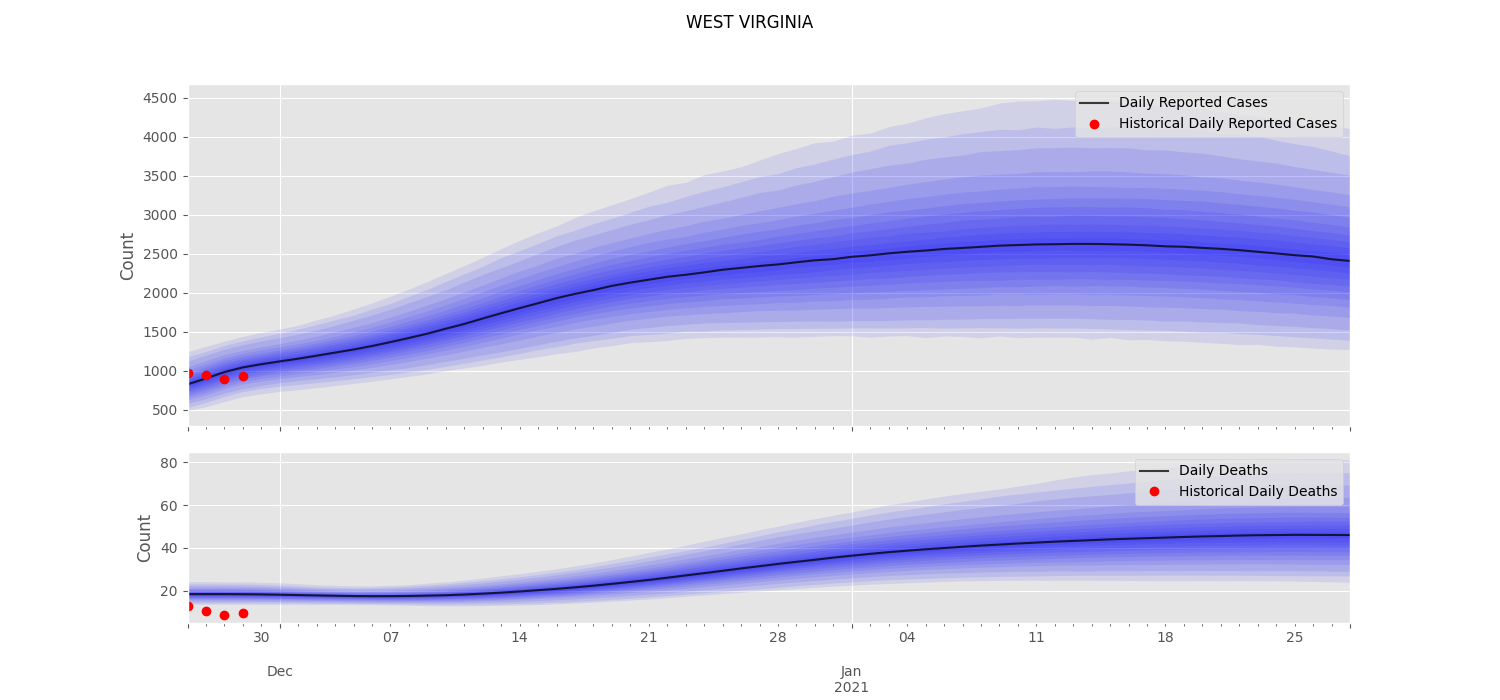 WEST VIRGINIA
4500
4000
3500
3000
2500
2000
1500
1000
500
Count
Daily Reported Cases
Historical Daily Reported Cases
80
60
40
20
Count
Daily Deaths
Historical Daily Deaths
30 07 14 21 28 04 11 18 25
Dec Jan
2021